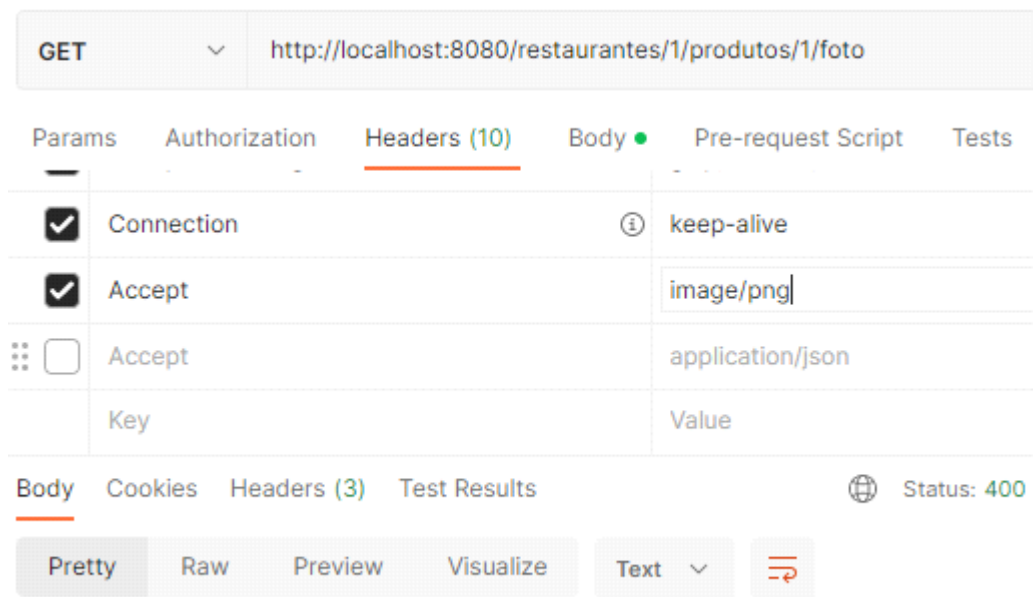 GET http://localhost:8080/restaurantes/1/produtos/1/foto
Params Authorization Headers (10) Body Pre-request Script Tests
Connection keep-alive
Accept image/png
Accept application/json
Key Value
Body Cookies Headers (3) Test Results Status: 400
Pretty Raw Preview Visualize Text